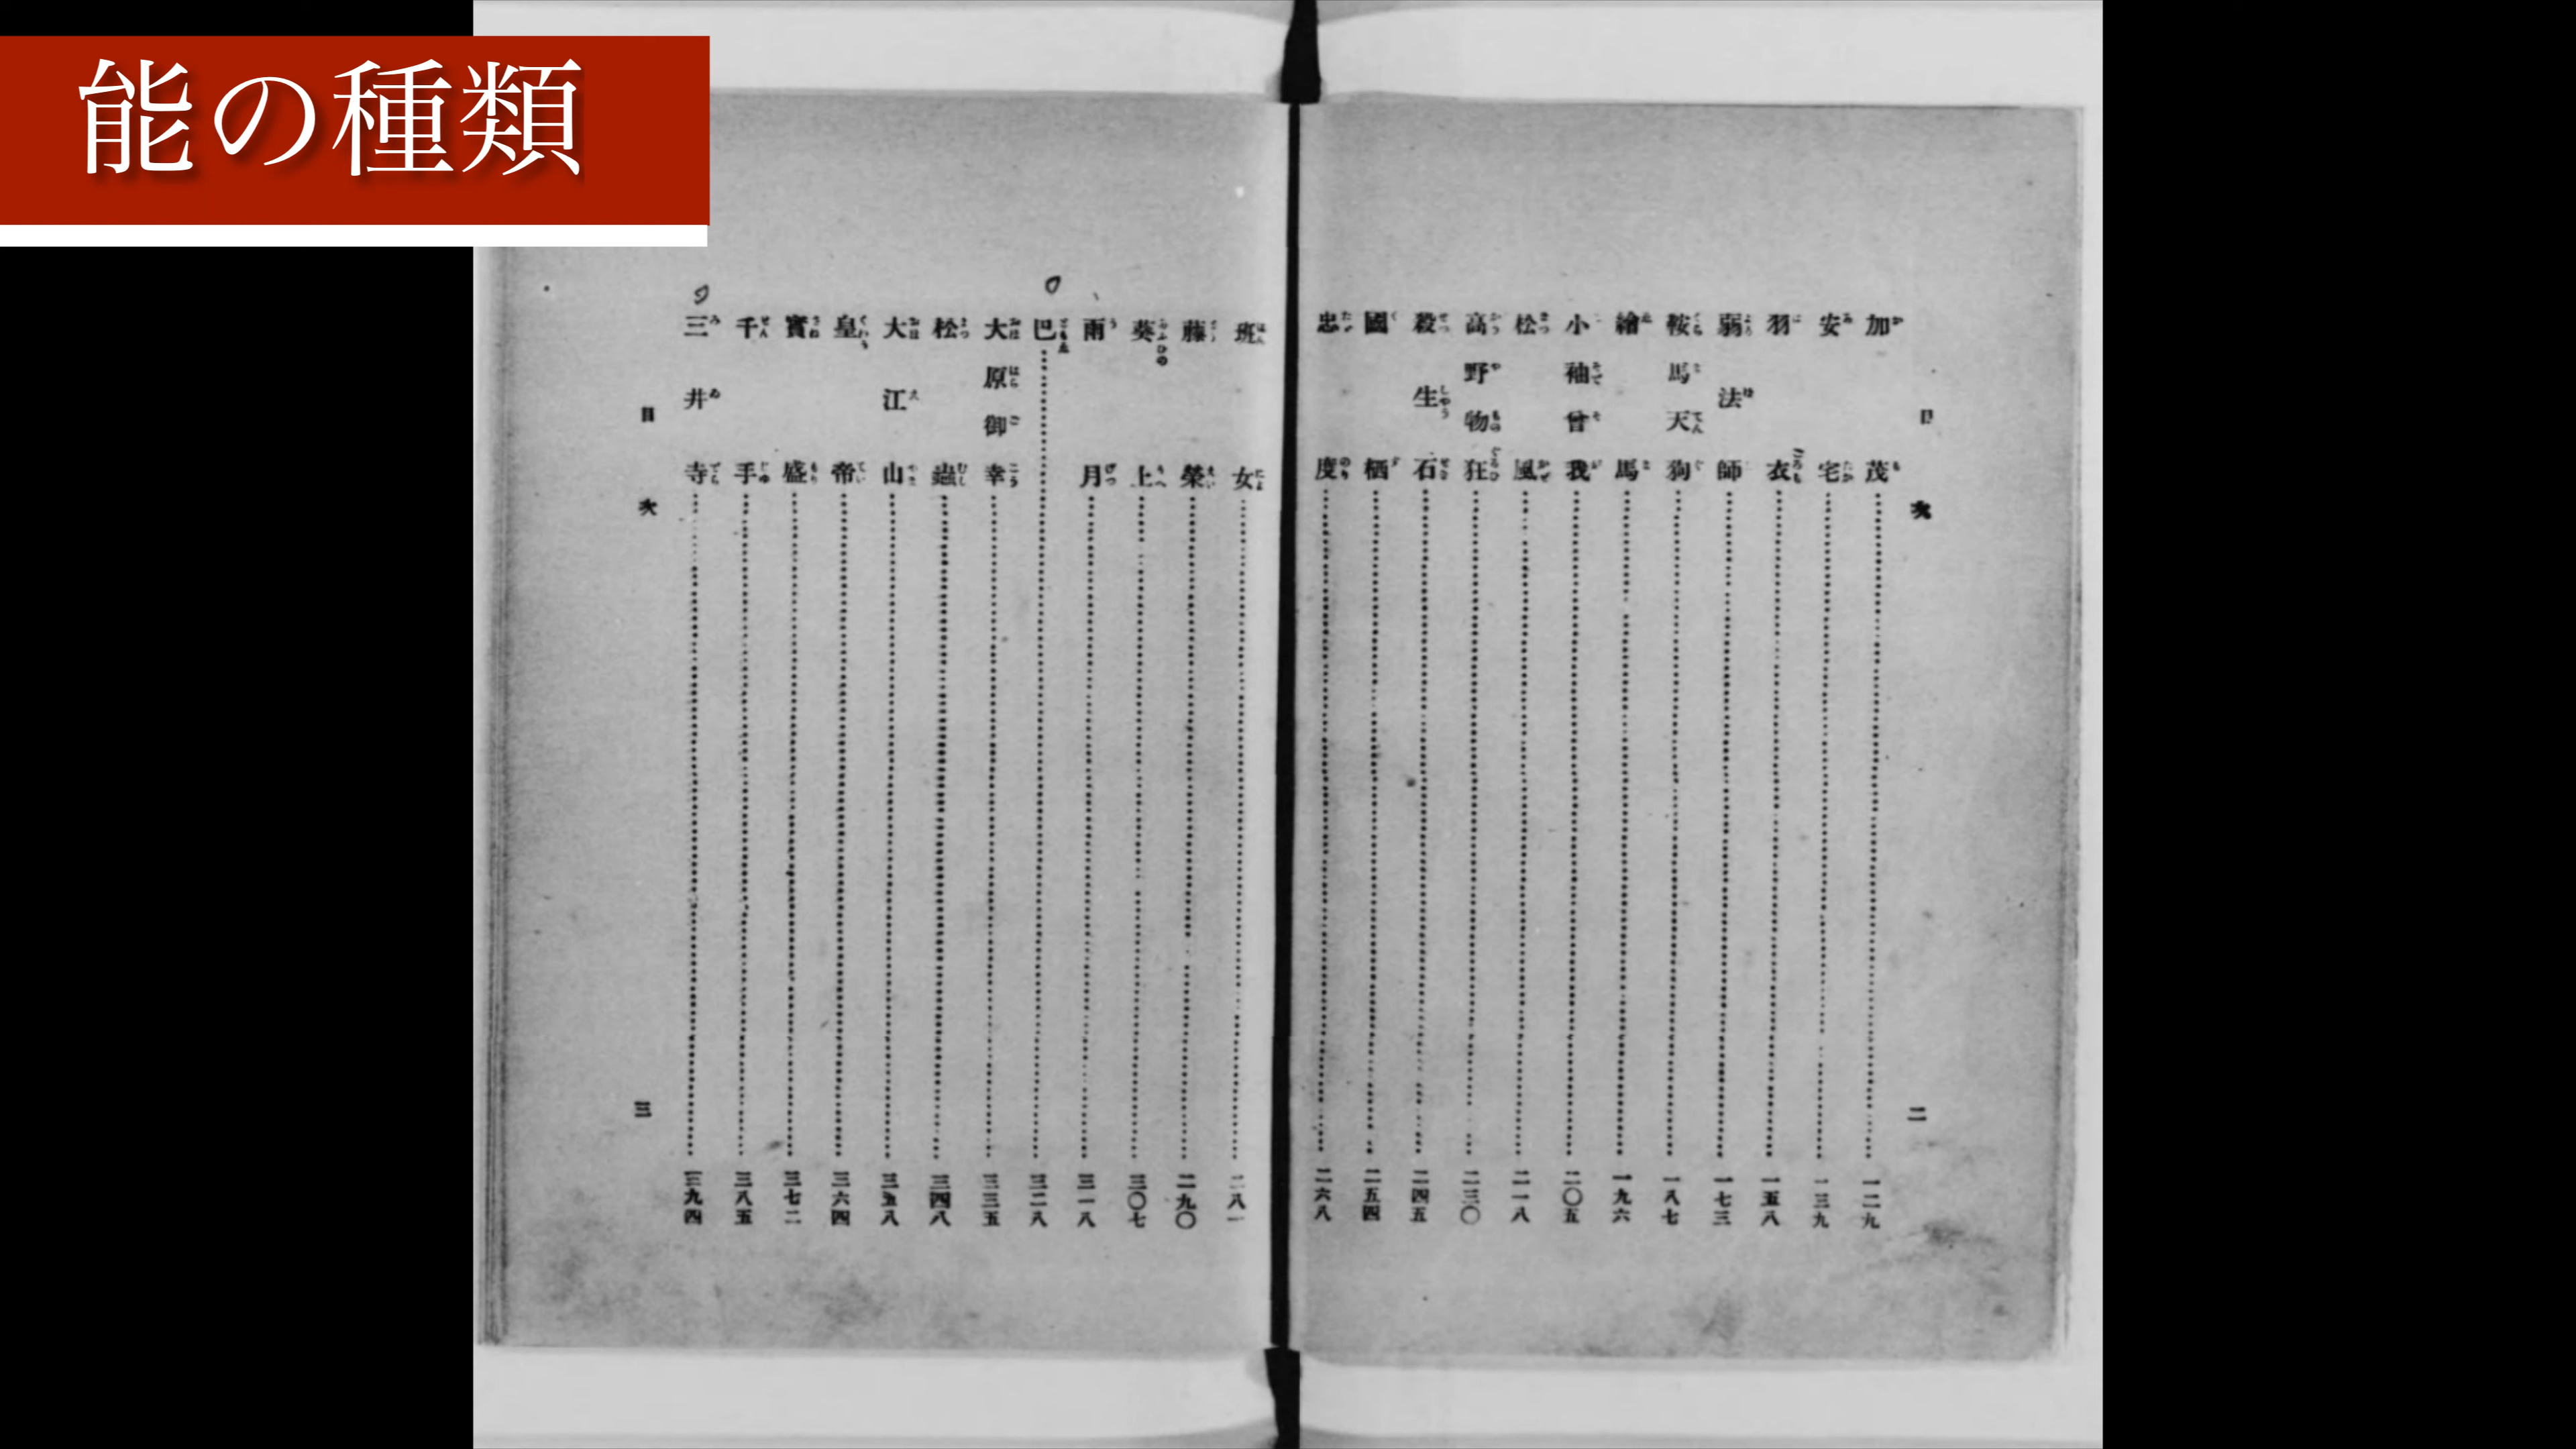 能の種類
目次
二
加茂 一二九
安宅 一三九
羽衣 一五八
弱法師 一七三
鞍馬天狗 一八七
繪馬 一九六
小袖曾我 二〇五
松風 二一八
高野物狂 二三〇
殺生石 二四五
國栖 二五四
忠度 二六八
班女 二八一
藤榮 二九〇
葵上 三〇七
雨月 三一八
巴 三二八
大原御幸 三三五
松蟲 三四八
大江山 三五八
皇帝 三六四
實盛 三七二
千手 三八五
三井寺 三九四
目次
三